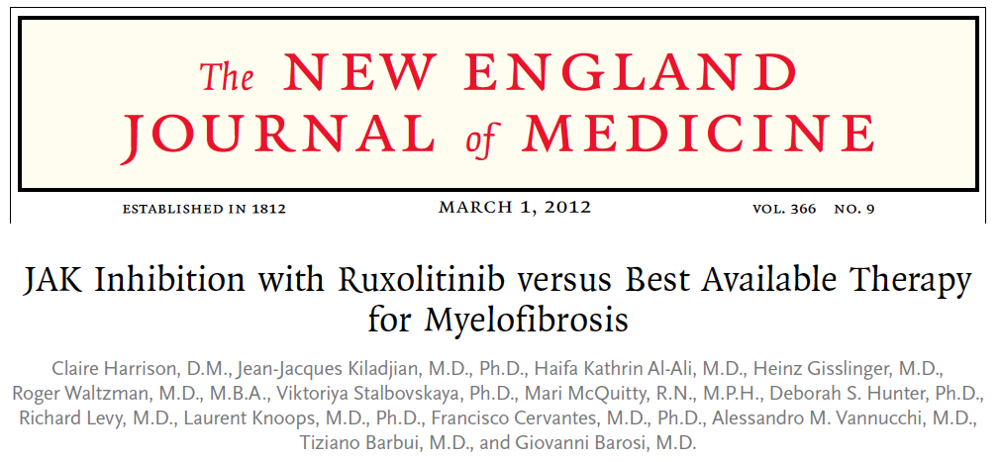 The NEW ENGLAND
JOURNAL of MEDICINE
ESTABLISHED IN 1812 MARCH 1, 2012 VOL. 366 NO. 9
JAK Inhibition with Ruxolitinib versus Best Available Therapy
for Myelofibrosis
Claire Harrison, D.M., Jean-Jacques Kiladjian, M.D., Ph.D., Haifa Kathrin Al-Ali, M.D., Heinz Gisslinger, M.D.,
Roger Waltzman, M.D., M.B.A., Viktoriya Stalbovskaya, Ph.D., Mari McQuitty, R.N., M.P.H., Deborah S. Hunter, Ph.D.,
Richard Levy, M.D., Laurent Knoops, M.D., Ph.D., Francisco Cervantes, M.D., Ph.D., Alessandro M. Vannucchi, M.D.,
Tiziano Barbui, M.D., and Giovanni Barosi, M.D.